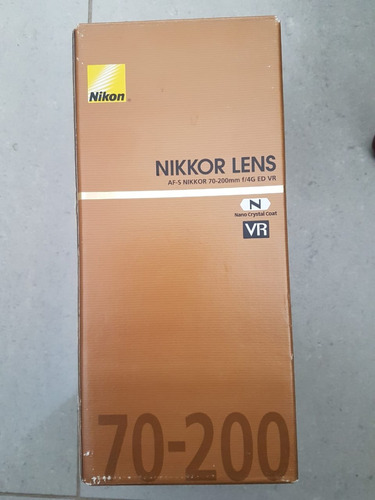 Nikon
NIKKOR LENS
AF-S NIKKOR 70-200mm f/4G ED VR
N
Nano Crystal Coat
VR
70-200